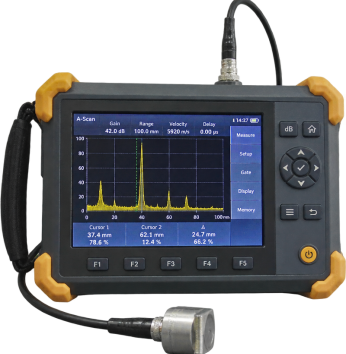 A-Scan
14:27
Gain Range Velocity Delay
42.0 dB 100.0 mm 5920 m/s 0.00 µs
Measure
Setup
Gate
Display
Memory
100
80
60
40
20
0
0 20 40 60 80 100mm
Cursor 1 Cursor 2 Δ
37.4 mm 62.1 mm 24.7 mm
78.6 % 12.4 % 66.2 %
dB
F1 F2 F3 F4 F5